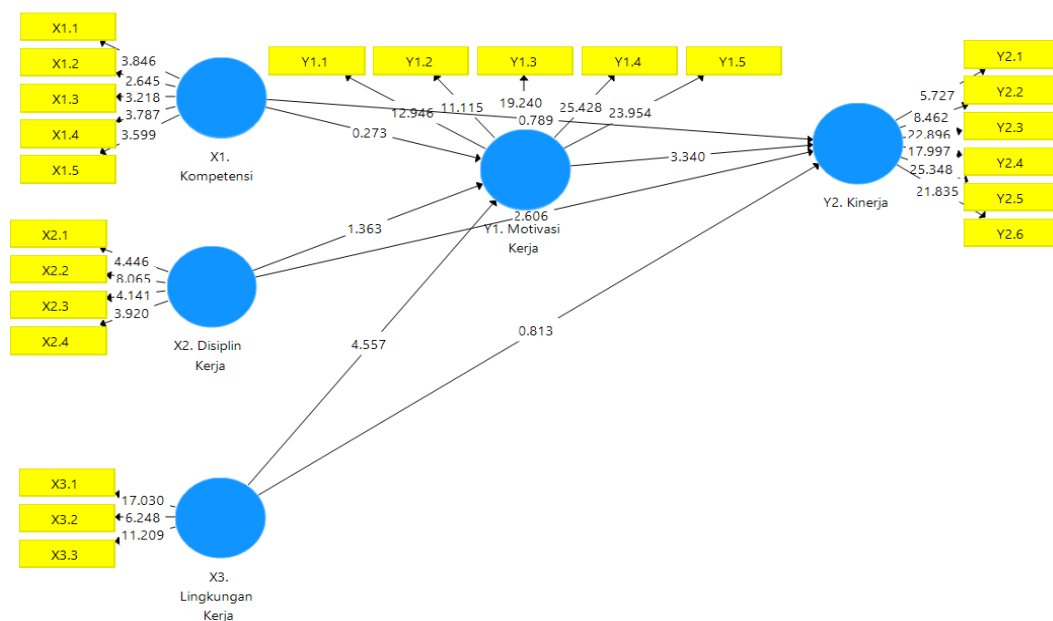 X1.1
X1.2
X1.3
X1.4
X1.5
3.846
2.645
3.218
3.787
3.599
X1.
Kompetensi
Y1.1
Y1.2
Y1.3
Y1.4
Y1.5
12.946
11.115
19.240
25.428
23.954
0.789
0.273
Y1. Motivasi
Kerja
3.340
2.606
1.363
Y2.1
Y2.2
Y2.3
Y2.4
Y2.5
Y2.6
5.727
8.462
22.896
17.997
25.348
21.835
Y2. Kinerja
X2.1
X2.2
X2.3
X2.4
4.446
8.065
4.141
3.920
X2. Disiplin
Kerja
4.557
0.813
X3.1
X3.2
X3.3
17.030
6.248
11.209
X3.
Lingkungan
Kerja